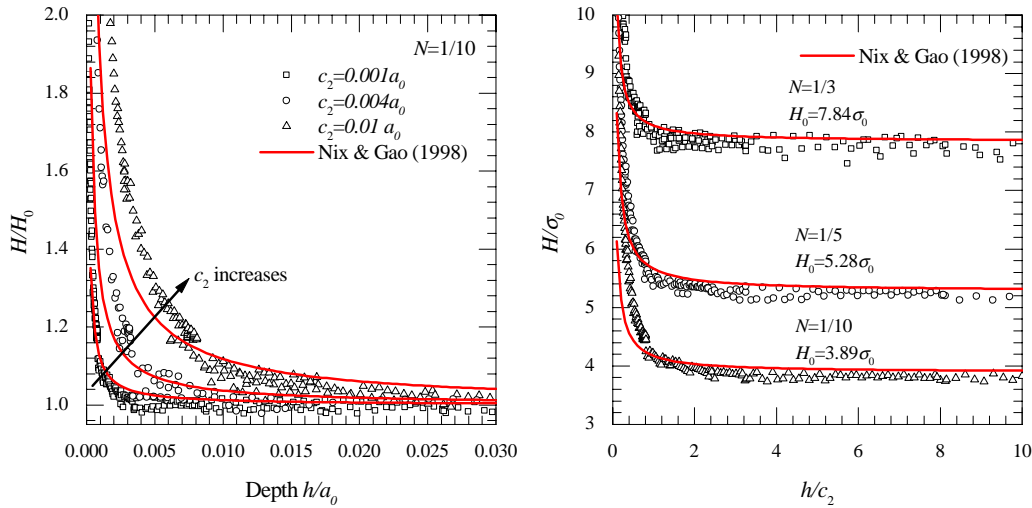 2.0
1.8
1.6
1.4
1.2
1.0
H/H₀
N=1/10
c₂=0.001a₀
c₂=0.004a₀
c₂=0.01 a₀
Nix & Gao (1998)
c₂ increases
0.000 0.005 0.010 0.015 0.020 0.025 0.030
Depth h/a₀
10
9
8
7
6
5
4
3
H/σ₀
Nix & Gao (1998)
N=1/3
H₀=7.84σ₀
N=1/5
H₀=5.28σ₀
N=1/10
H₀=3.89σ₀
0 2 4 6 8 10
h/c₂